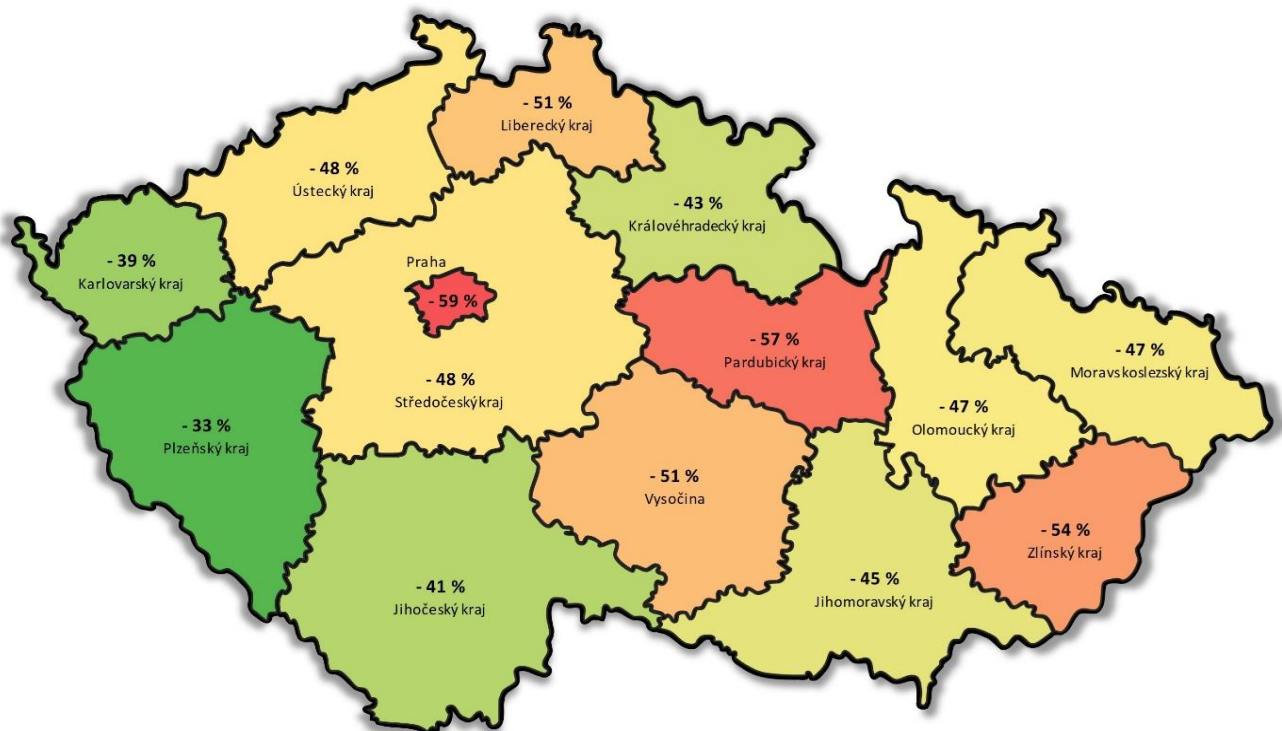 - 51 %
Liberecký kraj
- 48 %
Ústecký kraj
- 43 %
Královéhradecký kraj
- 39 %
Karlovarský kraj
Praha
- 59 %
- 57 %
Pardubický kraj
- 47 %
Moravskoslezský kraj
- 48 %
Středočeský kraj
- 47 %
Olomoucký kraj
- 33 %
Plzeňský kraj
- 51 %
Vysočina
- 54 %
Zlínský kraj
- 45 %
Jihomoravský kraj
- 41 %
Jihočeský kraj